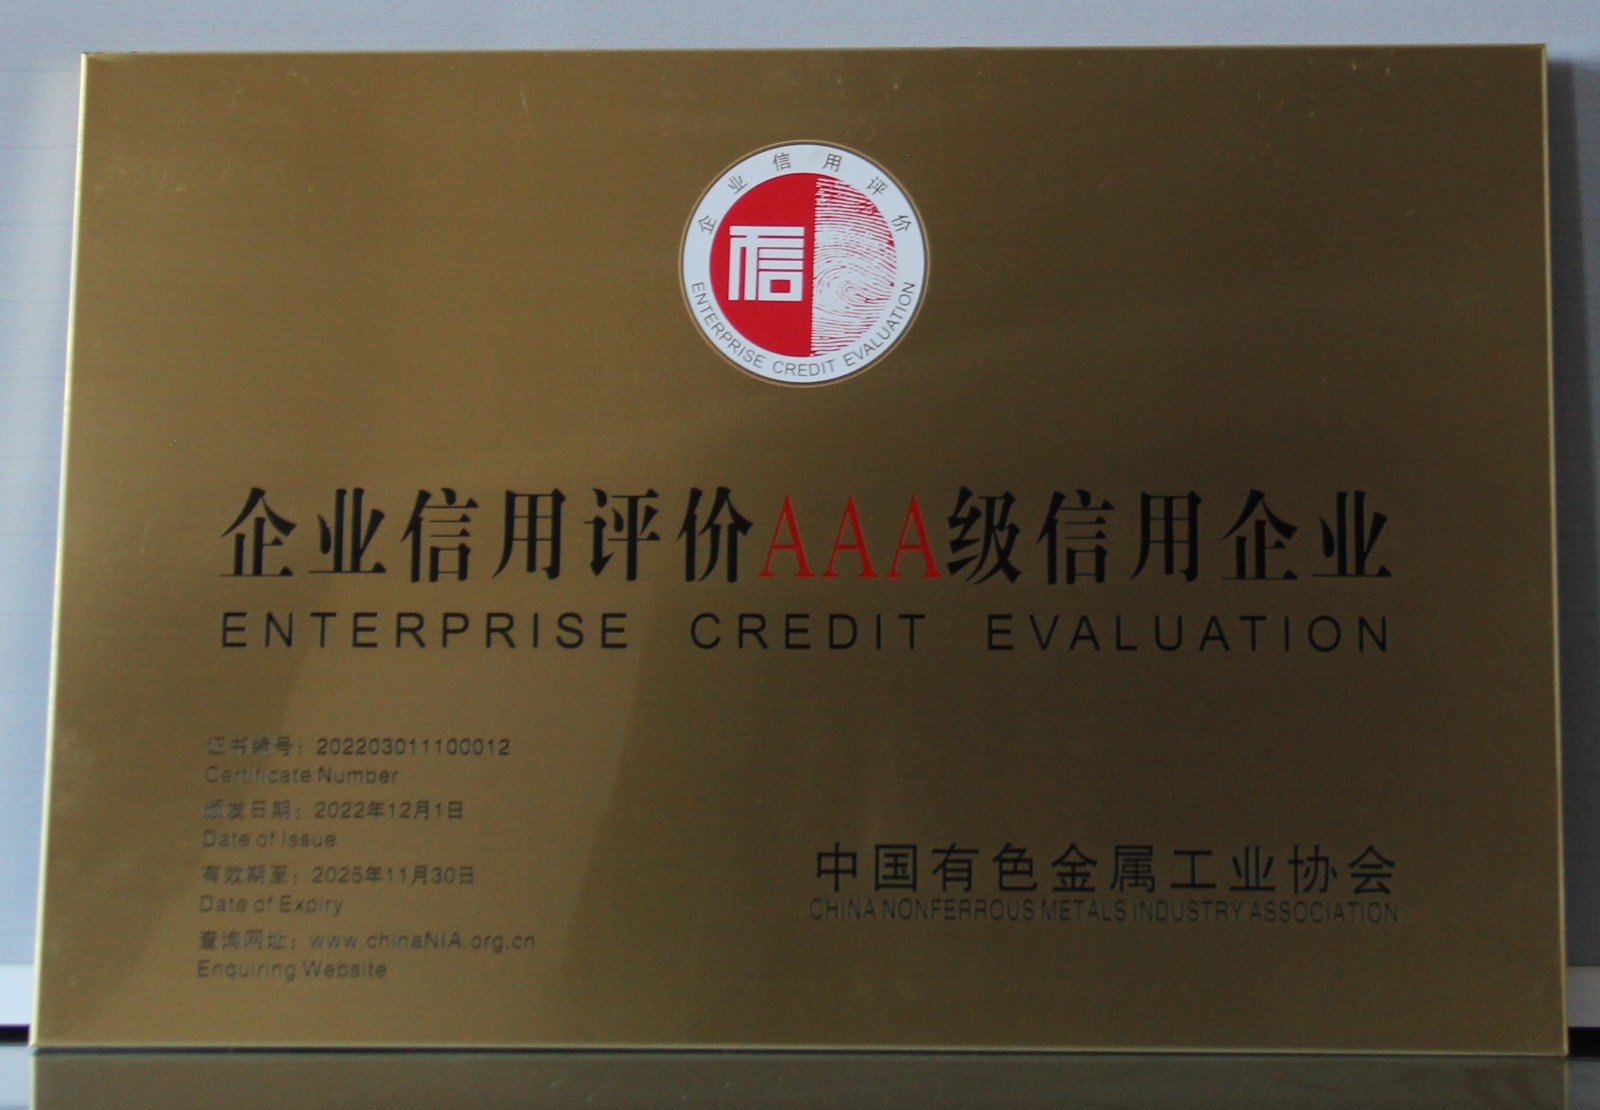 企业信用评价
信
ENTERPRISE CREDIT EVALUATION
企业信用评价AAA级信用企业
ENTERPRISE CREDIT EVALUATION
证书编号：202203011100012
Certificate Number
颁发日期：2022年12月1日
Date of Issue
有效期至：2025年11月30日
Date of Expiry
查询网址：www.chinaNIA.org.cn
Enquiring Website
中国有色金属工业协会
CHINA NONFERROUS METALS INDUSTRY ASSOCIATION